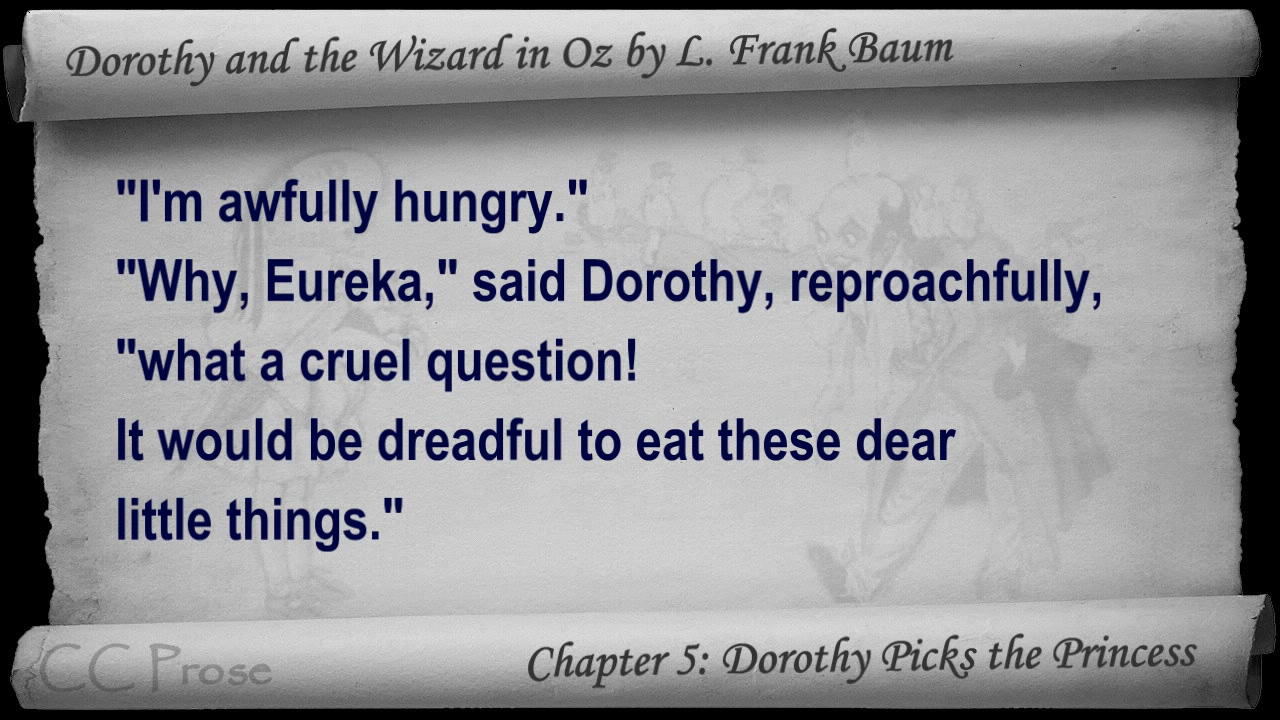 Dorothy and the Wizard in Oz by L. Frank Baum
"I'm awfully hungry."
"Why, Eureka," said Dorothy, reproachfully,
"what a cruel question!
It would be dreadful to eat these dear
little things."
CC Prose
Chapter 5: Dorothy Picks the Princess